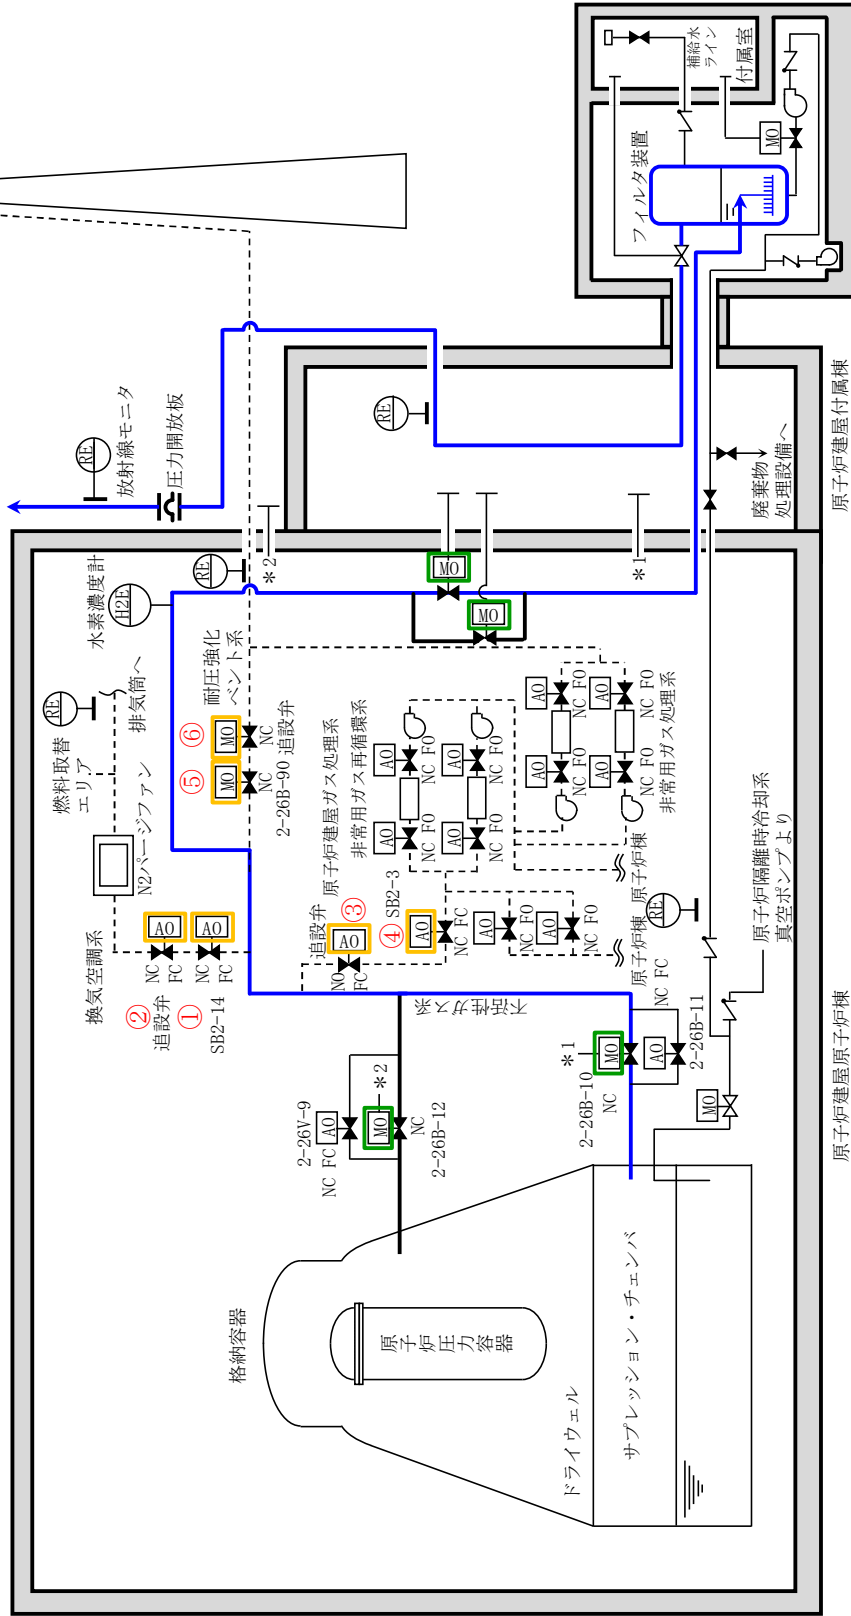 格納容器
原子炉圧力容器
ドライウェル
サプレッション・チェンバ
2-26V-9
NC FC
AO
MO
*2
NC
2-26B-12
*1
2-26B-10
NC
MO
AO
NC FC
2-26B-11
MO
原子炉隔離時冷却系
真空ポンプより
不活性ガス系
換気空調系
②
追設弁
NC
FC
AO
①
SB2-14
NC
FC
AO
N2パージファン
燃料取替
エリア
排気筒へ
RE
追設弁
③
NO
FC
AO
④
SB2-3
AO
NC FC
AO
NC FO
AO
NC FO
原子炉棟
原子炉棟
RE
原子炉建屋ガス処理系
非常用ガス再循環系
AO
NC FO
AO
NC FO
AO
NC FO
AO
NC FO
非常用ガス処理系
AO
NC FO
AO
NC FO
AO
NC FO
AO
NC FO
⑤
MO
NC
2-26B-90
⑥
MO
NC
追設弁
耐圧強化
ベント系
水素濃度計
H2E
RE
*2
MO
MO
*1
放射線モニタ
RE
圧力開放板
RE
廃棄物
処理設備へ
フィルタ装置
補給水
ライン
付属室
MO
原子炉建屋付属棟
原子炉建屋原子炉棟